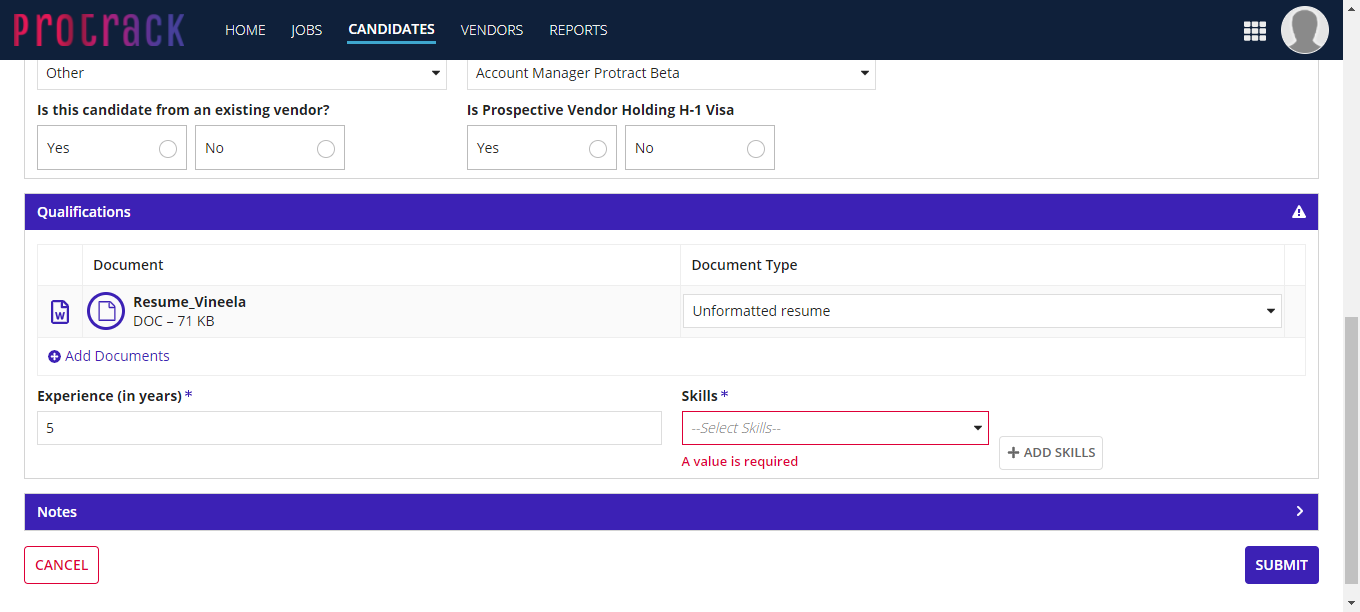 protrack
HOME JOBS CANDIDATES VENDORS REPORTS
Other
Account Manager Protract Beta
Is this candidate from an existing vendor?
Is Prospective Vendor Holding H-1 Visa
Yes
No
Yes
No
Qualifications
Document
Document Type
W
Resume_Vineela
DOC – 71 KB
Unformatted resume
Add Documents
Experience (in years) *
Skills *
5
--Select Skills--
A value is required
ADD SKILLS
Notes
CANCEL
SUBMIT